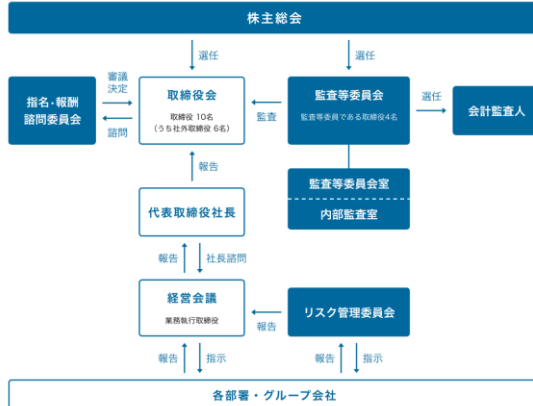 株主総会
選任
選任
指名・報酬
諮問委員会
審議
決定
諮問
取締役会
取締役 10名
（うち社外取締役 6名）
監査
監査等委員会
監査等委員である取締役4名
選任
会計監査人
報告
監査等委員会室
内部監査室
代表取締役社長
報告
社長諮問
経営会議
業務執行取締役
報告
リスク管理委員会
報告
指示
報告
指示
各部署・グループ会社